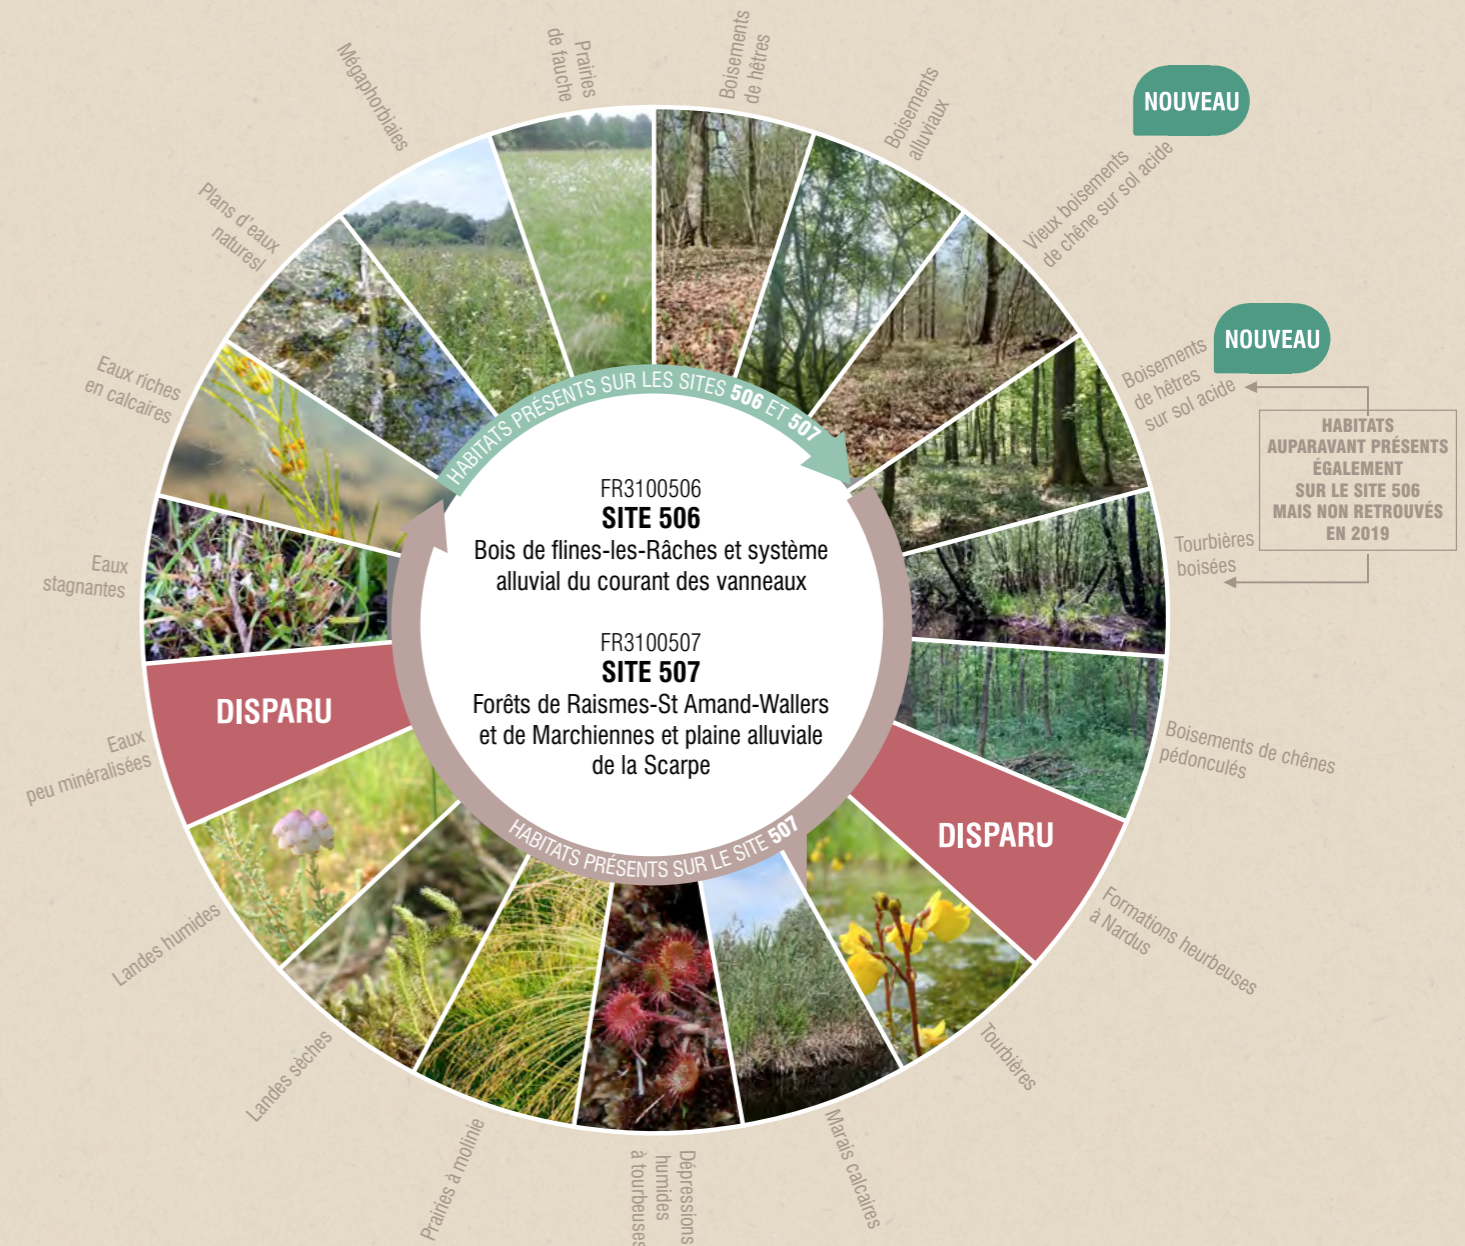 Prairies
de fauche
Boisements
de hêtres
Boisements
alluviaux
NOUVEAU
Vieux boisements
de chêne sur sol acide
NOUVEAU
Boisements
de hêtres
sur sol acide
HABITATS
AUPARAVANT PRÉSENTS
ÉGALEMENT
SUR LE SITE 506
MAIS NON RETROUVÉS
EN 2019
Tourbières
boisées
Boisements de chênes
pédonculés
DISPARU
Formations heurbeuses
à Nardus
Tourbières
Marais calcaires
Dépressions
humides
à tourbeuses
Prairies à molinie
Landes sèches
Landes humides
DISPARU
Eaux
peu minéralisées
Eaux
stagnantes
Eaux riches
en calcaires
Plans d'eaux
naturesl
Mégaphorbiaies
HABITATS PRÉSENTS SUR LES SITES 506 ET 507
FR3100506
SITE 506
Bois de flines-les-Râches et système
alluvial du courant des vanneaux
FR3100507
SITE 507
Forêts de Raismes-St Amand-Wallers
et de Marchiennes et plaine alluviale
de la Scarpe
HABITATS PRÉSENTS SUR LE SITE 507